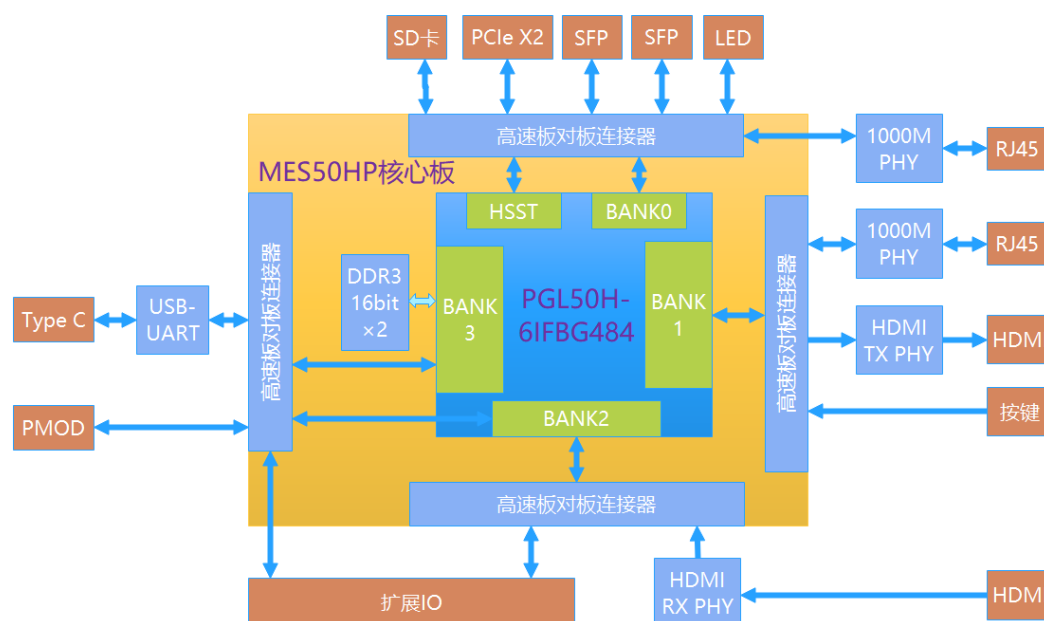 SD卡
PCIe X2
SFP
SFP
LED
高速板对板连接器
1000M
PHY
RJ45
MES50HP核心板
HSST
BANK0
1000M
PHY
RJ45
高速板对板连接器
DDR3
16bit
×2
BANK
3
PGL50H-
6IFBG484
BANK
1
高速板对板连接器
Type C
USB-
UART
HDMI
TX PHY
HDM
PMOD
BANK2
按键
高速板对板连接器
扩展IO
HDMI
RX PHY
HDM